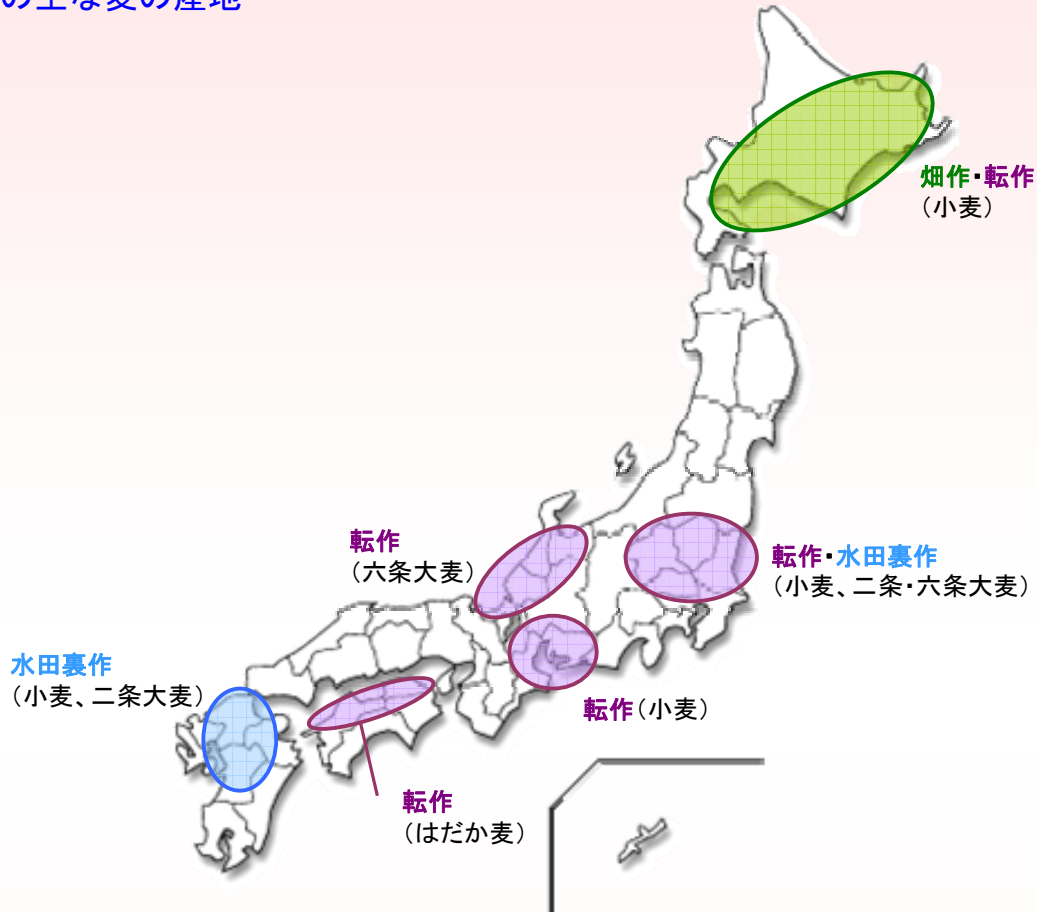 の主な麦の産地
畑作・転作
（小麦）
転作
（六条大麦）
転作・水田裏作
（小麦、二条・六条大麦）
水田裏作
（小麦、二条大麦）
転作（小麦）
転作
（はだか麦）